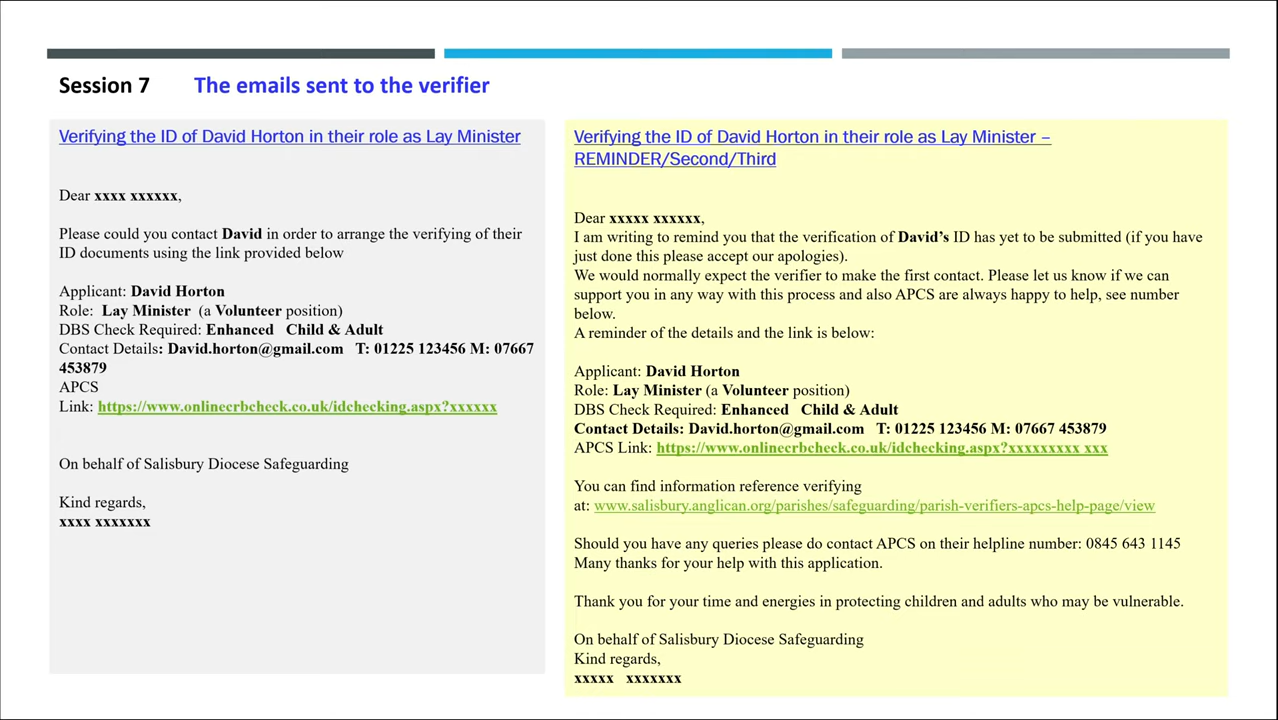 Session 7 The emails sent to the verifier
Verifying the ID of David Horton in their role as Lay Minister
Dear xxxx xxxxxx,
Please could you contact David in order to arrange the verifying of their
ID documents using the link provided below
Applicant: David Horton
Role: Lay Minister (a Volunteer position)
DBS Check Required: Enhanced Child & Adult
Contact Details: David.horton@gmail.com T: 01225 123456 M: 07667
453879
APCS
Link: https://www.onlinecrbcheck.co.uk/idchecking.aspx?xxxxxx
On behalf of Salisbury Diocese Safeguarding
Kind regards,
xxxx xxxxxxx
Verifying the ID of David Horton in their role as Lay Minister –
REMINDER/Second/Third
Dear xxxxx xxxxxx,
I am writing to remind you that the verification of David’s ID has yet to be submitted (if you have
just done this please accept our apologies).
We would normally expect the verifier to make the first contact. Please let us know if we can
support you in any way with this process and also APCS are always happy to help, see number
below.
A reminder of the details and the link is below:
Applicant: David Horton
Role: Lay Minister (a Volunteer position)
DBS Check Required: Enhanced Child & Adult
Contact Details: David.horton@gmail.com T: 01225 123456 M: 07667 453879
APCS Link: https://www.onlinecrbcheck.co.uk/idchecking.aspx?xxxxxxxxx xxx
You can find information reference verifying
at: www.salisbury.anglican.org/parishes/safeguarding/parish-verifiers-apcs-help-page/view
Should you have any queries please do contact APCS on their helpline number: 0845 643 1145
Many thanks for your help with this application.
Thank you for your time and energies in protecting children and adults who may be vulnerable.
On behalf of Salisbury Diocese Safeguarding
Kind regards,
xxxxx xxxxxxx